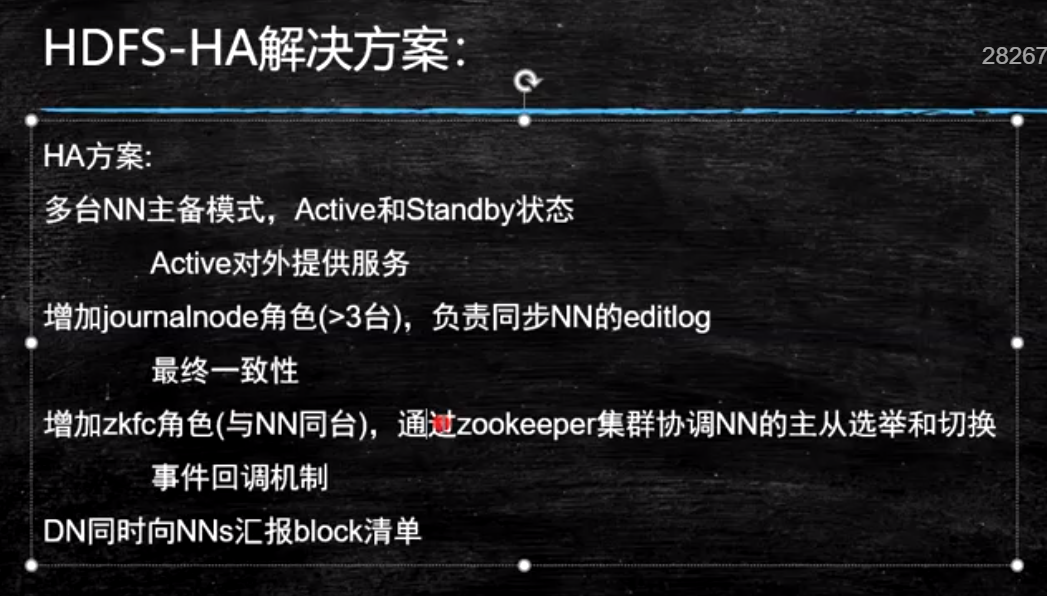 HDFS-HA解决方案：
28267
HA方案:
多台NN主备模式，Active和Standby状态
Active对外提供服务
增加journalnode角色(>3台)，负责同步NN的editlog
最终一致性
增加zkfc角色(与NN同台)，通过zookeeper集群协调NN的主从选举和切换
事件回调机制
DN同时向NNs汇报block清单